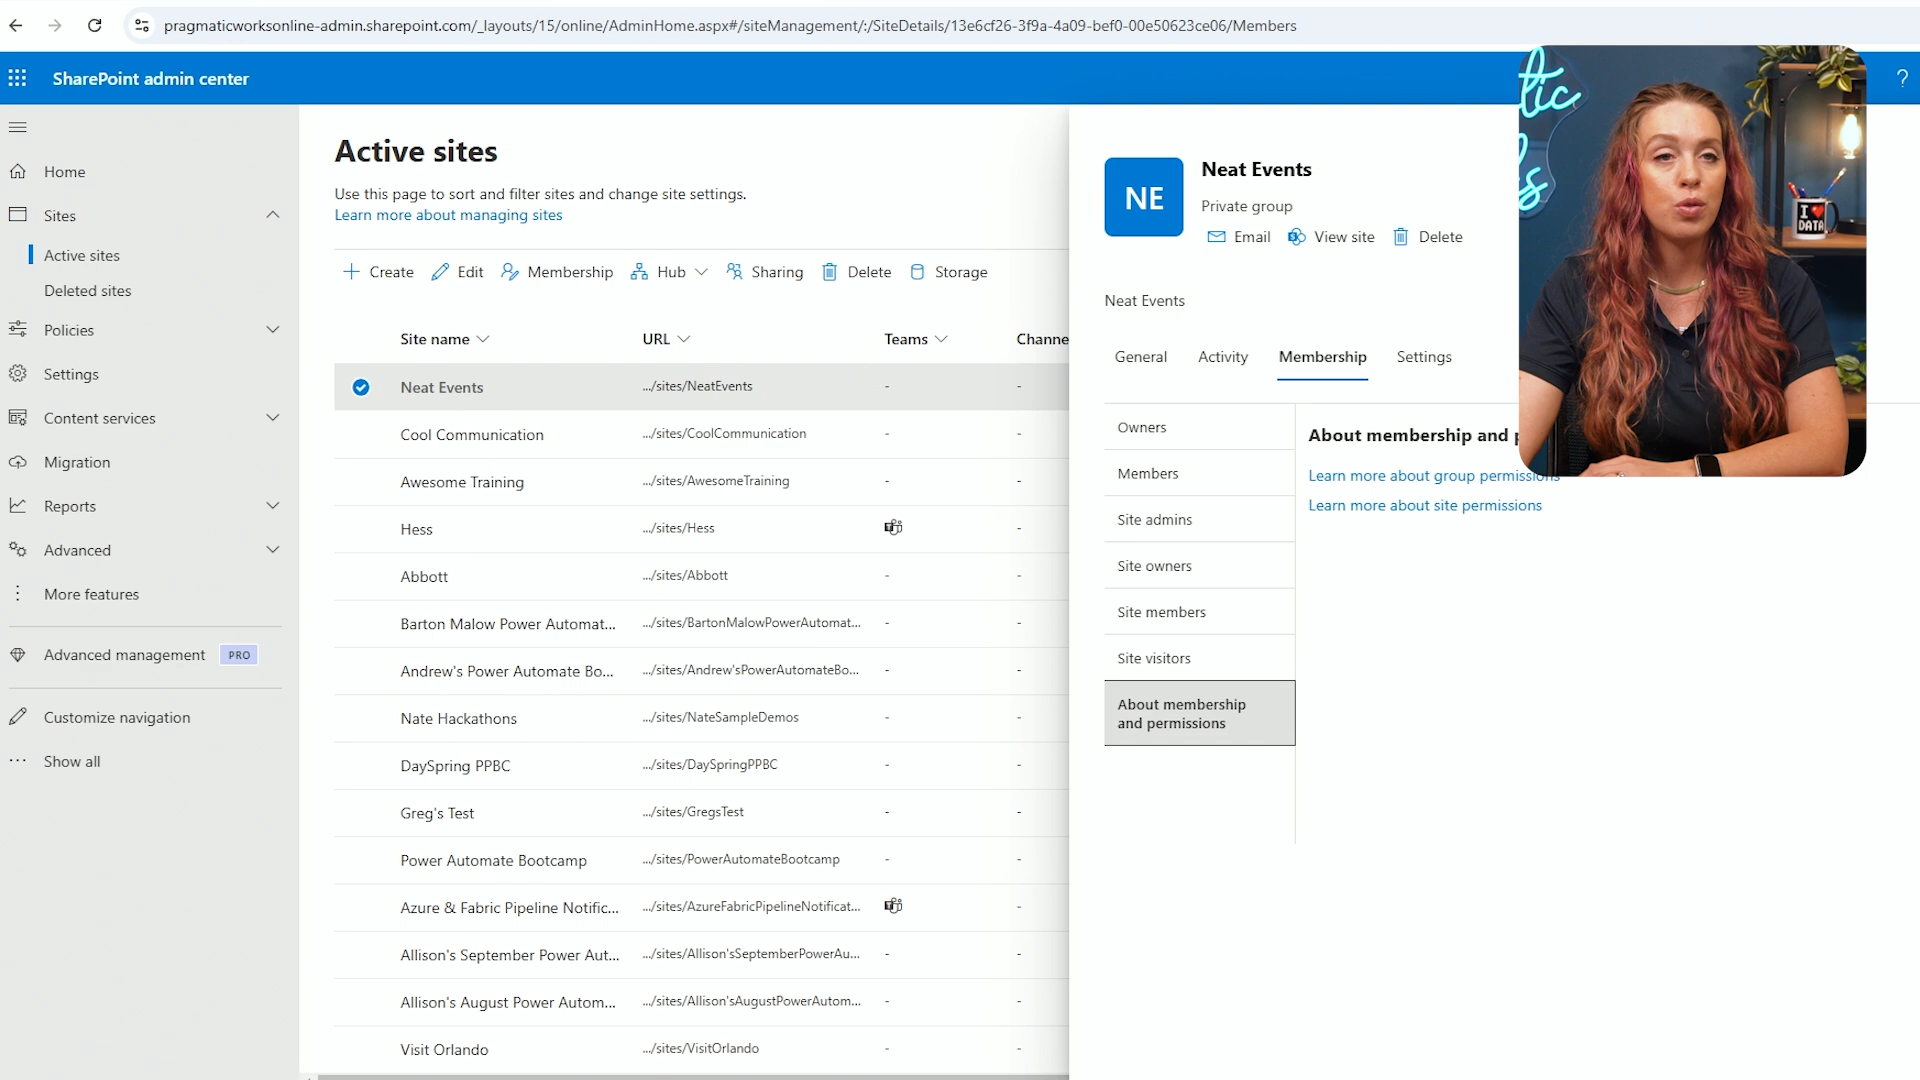 pragmaticworksonline-admin.sharepoint.com/_layouts/15/online/AdminHome.aspx#/siteManagement/:/SiteDetails/13e6cf26-3f9a-4a09-bef0-00e50623ce06/Members
SharePoint admin center
?
Home
Sites
Active sites
Deleted sites
Policies
Settings
Content services
Migration
Reports
Advanced
More features
Advanced management PRO
Customize navigation
Show all
Active sites
Use this page to sort and filter sites and change site settings.
Learn more about managing sites
Create Edit Membership Hub Sharing Delete Storage
Site name URL Teams Channe
Neat Events .../sites/NeatEvents - -
Cool Communication .../sites/CoolCommunication - -
Awesome Training .../sites/AwesomeTraining - -
Hess .../sites/Hess -
Abbott .../sites/Abbott - -
Barton Malow Power Automat... .../sites/BartonMalowPowerAutomat... - -
Andrew's Power Automate Bo... .../sites/Andrew'sPowerAutomateBo... - -
Nate Hackathons .../sites/NateSampleDemos - -
DaySpring PPBC .../sites/DaySpringPPBC - -
Greg's Test .../sites/GregsTest - -
Power Automate Bootcamp .../sites/PowerAutomateBootcamp - -
Azure & Fabric Pipeline Notific... .../sites/AzureFabricPipelineNotificat... -
Allison's September Power Aut... .../sites/Allison'sSeptemberPowerAu... - -
Allison's August Power Autom... .../sites/Allison'sAugustPowerAutom... - -
Visit Orlando .../sites/VisitOrlando - -
NE
Neat Events
Private group
Email View site Delete
Neat Events
General Activity Membership Settings
Owners
Members
Site admins
Site owners
Site members
Site visitors
About membership
and permissions
About membership and p
Learn more about group permissions
Learn more about site permissions
tic
I ❤ DATA